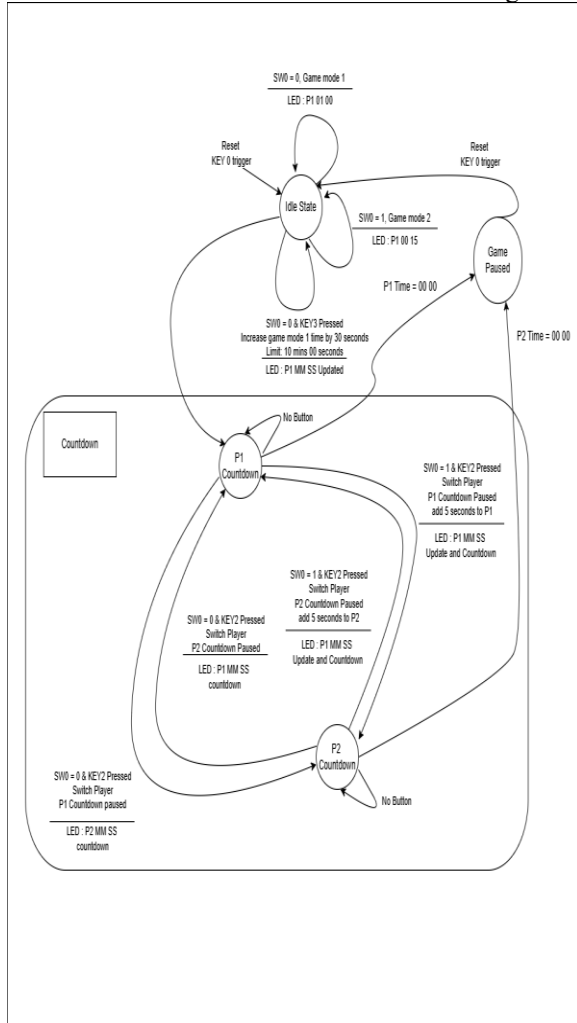 SW0 = 0, Game mode 1
LED : P1 01 00
Reset
KEY 0 trigger
Reset
KEY 0 trigger
Idle State
SW0 = 1, Game mode 2
LED : P1 00 15
Game
Paused
P1 Time = 00 00
SW0 = 0 & KEY3 Pressed
Increase game mode 1 time by 30 seconds
Limit: 10 mins 00 seconds
LED : P1 MM SS Updated
P2 Time = 00 00
Countdown
No Button
P1
Countdown
SW0 = 1 & KEY2 Pressed
Switch Player
P1 Countdown Paused
add 5 seconds to P1
LED : P1 MM SS
Update and Countdown
SW0 = 1 & KEY2 Pressed
Switch Player
P2 Countdown Paused
add 5 seconds to P2
LED : P1 MM SS
Update and Countdown
SW0 = 0 & KEY2 Pressed
Switch Player
P2 Countdown Paused
LED : P1 MM SS
countdown
P2
Countdown
SW0 = 0 & KEY2 Pressed
Switch Player
P1 Countdown paused
LED : P2 MM SS
countdown
No Button